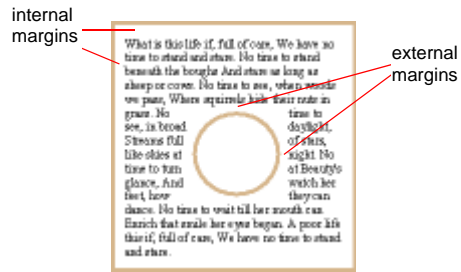 internal
margins
external
margins
What is this life if, full of care, We have no
time to stand and stare. No time to stand
beneath the boughs And stare as long as
sheep or cows. No time to see, when woods
we pass, Where squirrels hide their nuts in
grass. No time to
see, in broad daylight,
Streams full of stars,
like skies at night. No
time to turn at Beauty's
glance, And watch her
feet, how they can
dance. No time to wait till her mouth can
Enrich that smile her eyes began. A poor life
this if, full of care, We have no time to stand
and stare.